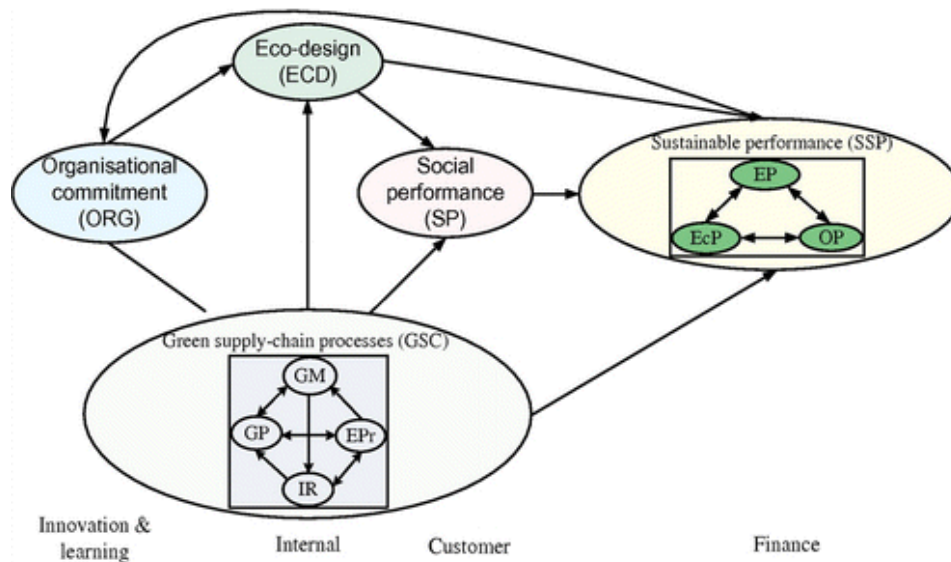 Eco-design
(ECD)
Organisational
commitment
(ORG)
Social
performance
(SP)
Sustainable performance (SSP)
EP
EcP
OP
Green supply-chain processes (GSC)
GM
GP
EPr
IR
Innovation &
learning
Internal
Customer
Finance